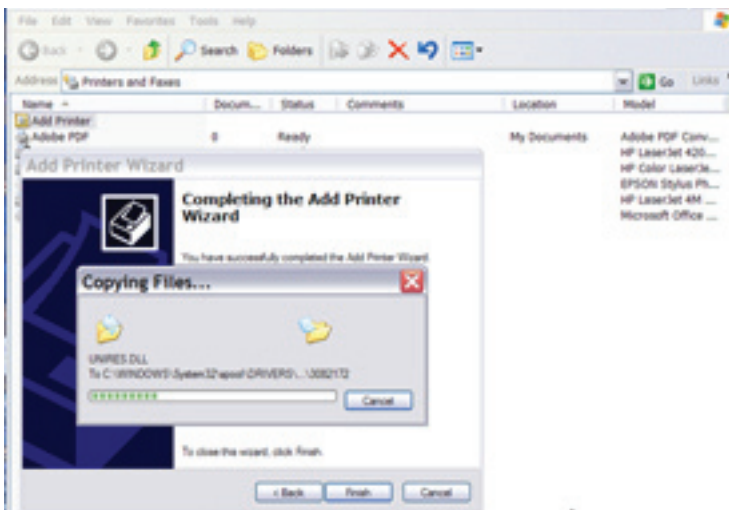 File Edit View Favorites Tools Help
Back Search Folders
Address Printers and Faxes Go Links
Name Docum... Status Comments Location Model
Add Printer
Adobe PDF 0 Ready My Documents Adobe PDF Conv...
HP LaserJet 420...
HP Color LaserJe...
EPSON Stylus Ph...
HP LaserJet 4M ...
Microsoft Office ...
Add Printer Wizard
Completing the Add Printer
Wizard
You have successfully completed the Add Printer Wizard.
Copying Files...
UNIRES.DLL
To C:\WINDOWS\System32\spool\DRIVERS\...\3082172
Cancel
To close this wizard, click Finish.
< Back Finish Cancel